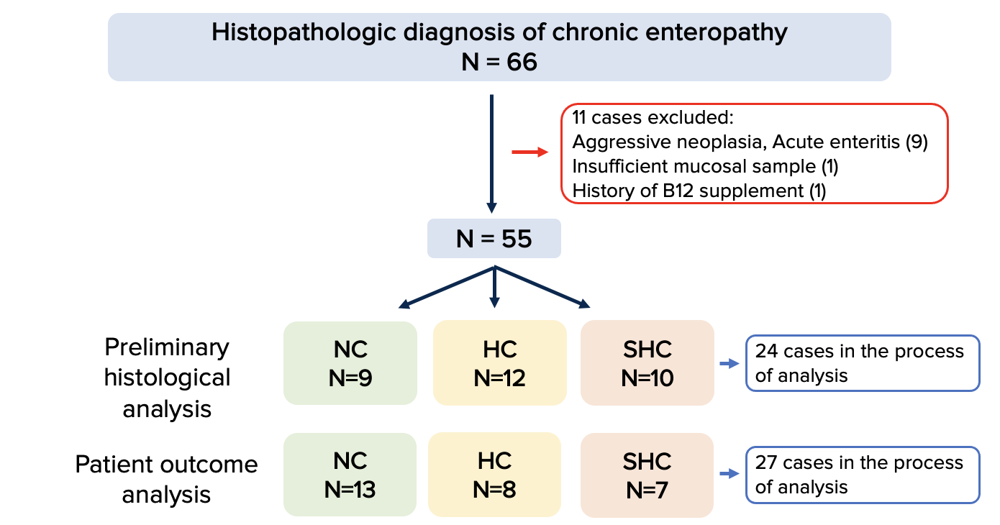 Histopathologic diagnosis of chronic enteropathy
N = 66
11 cases excluded:
Aggressive neoplasia, Acute enteritis (9)
Insufficient mucosal sample (1)
History of B12 supplement (1)
N = 55
Preliminary
histological
analysis
NC
N=9
HC
N=12
SHC
N=10
24 cases in the process
of analysis
Patient outcome
analysis
NC
N=13
HC
N=8
SHC
N=7
27 cases in the process
of analysis